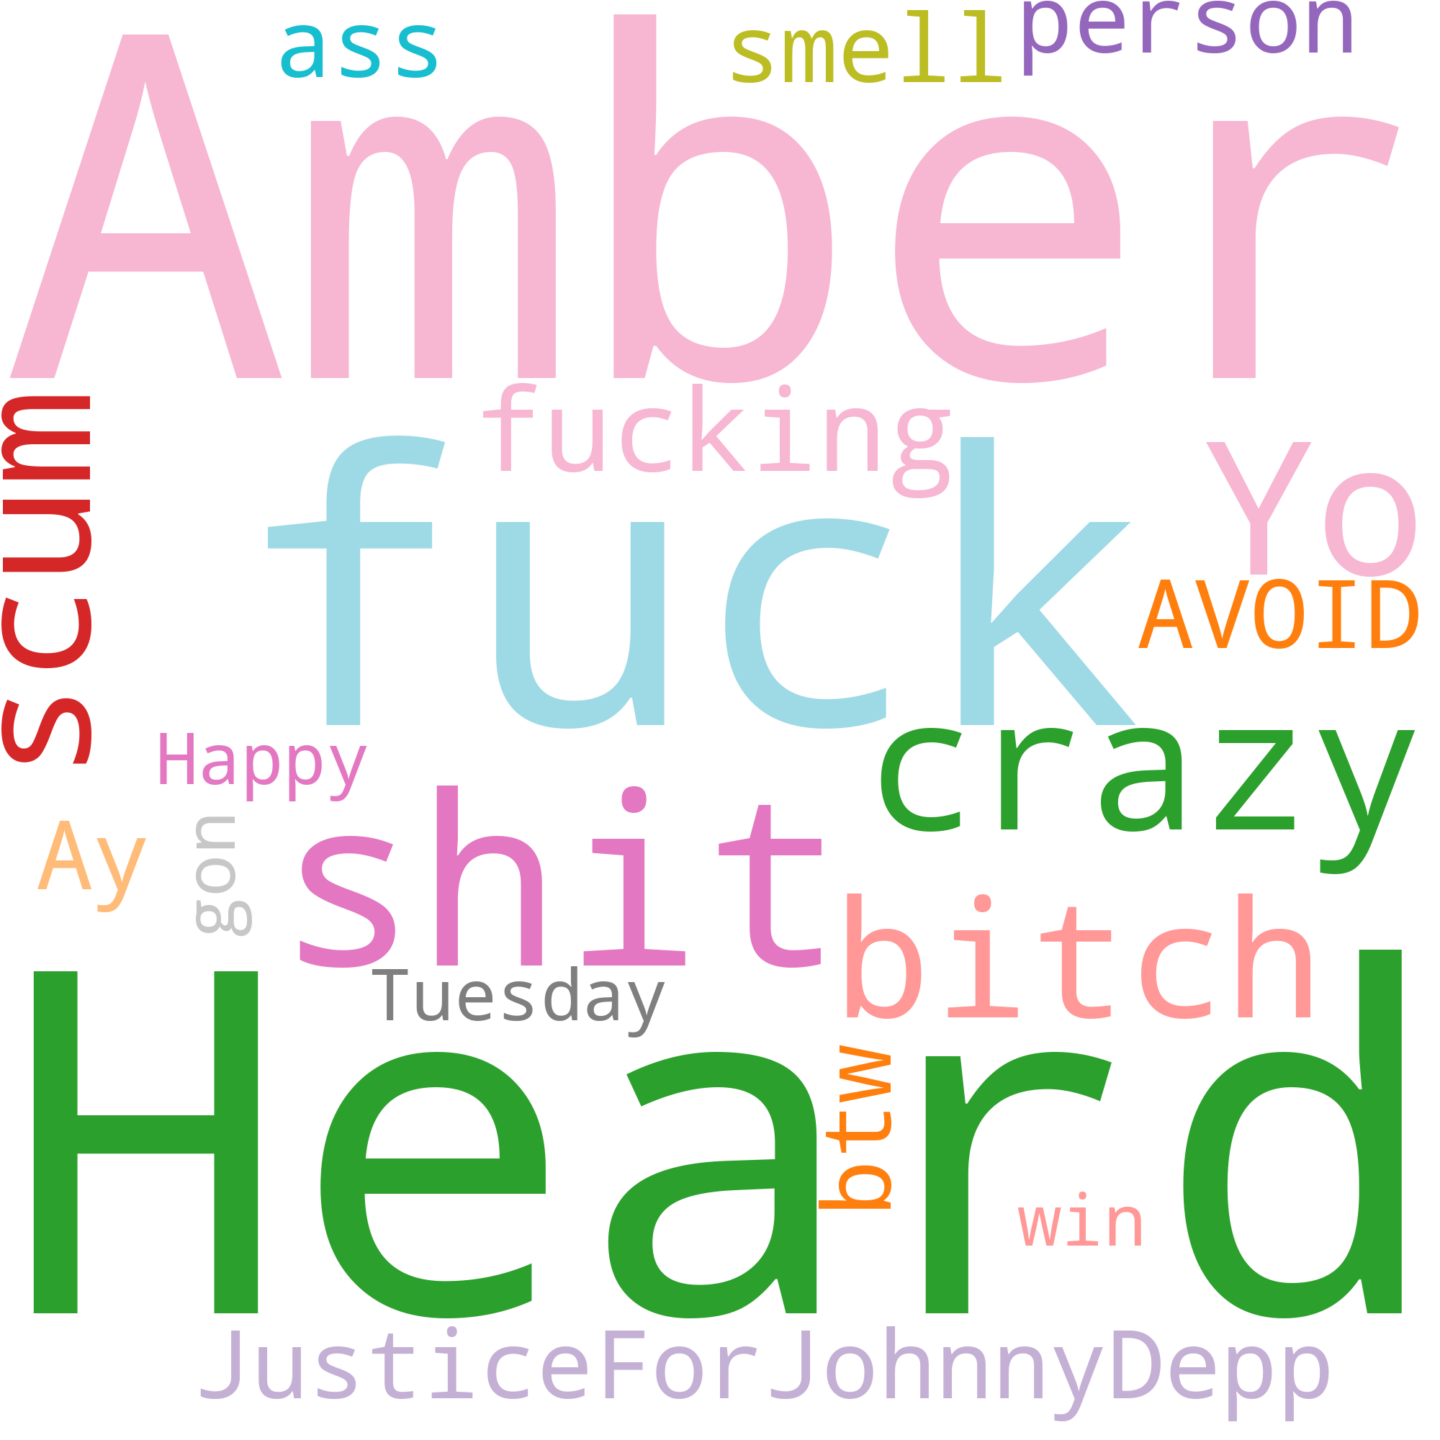 ass
smell
person
Amber
scum
fucking
fuck
Yo
AVOID
Happy
crazy
Ay
gon
shit
bitch
Tuesday
Heard
btw
win
JusticeForJohnnyDepp